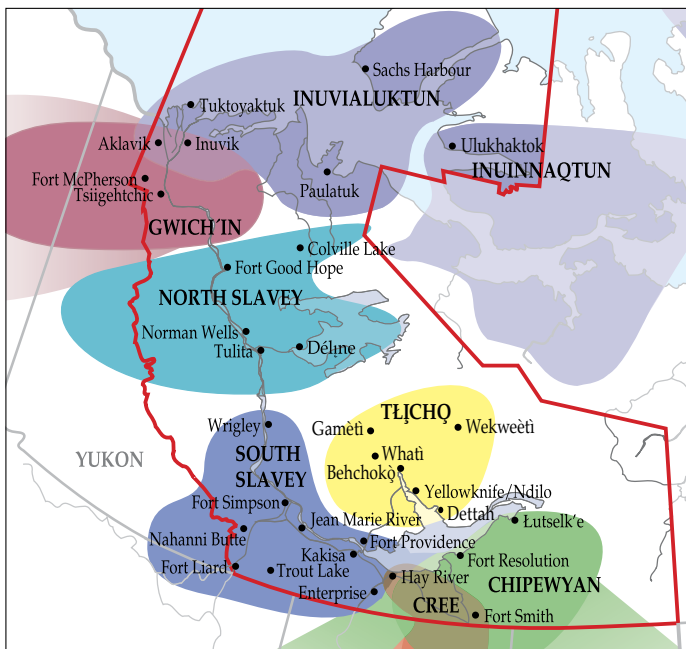 Sachs Harbour
INUVIALUKTUN
Tuktoyaktuk
Aklavik
Inuvik
Ulukhaktok
INUINNAQTUN
Fort McPherson
Tsiigehtchic
Paulatuk
GWICH´IN
Colville Lake
Fort Good Hope
NORTH SLAVEY
Norman Wells
Tulita
Délįne
TŁĮCHǪ
Wrigley
Gamètì
Wekweètì
YUKON
SOUTH
SLAVEY
Whatì
Behchokǫ̀
Yellowknife/Ndilo
Fort Simpson
Dettah
Jean Marie River
Łutselk'e
Nahanni Butte
Fort Providence
Kakisa
Fort Resolution
Fort Liard
Trout Lake
Hay River
CHIPEWYAN
Enterprise
CREE
Fort Smith